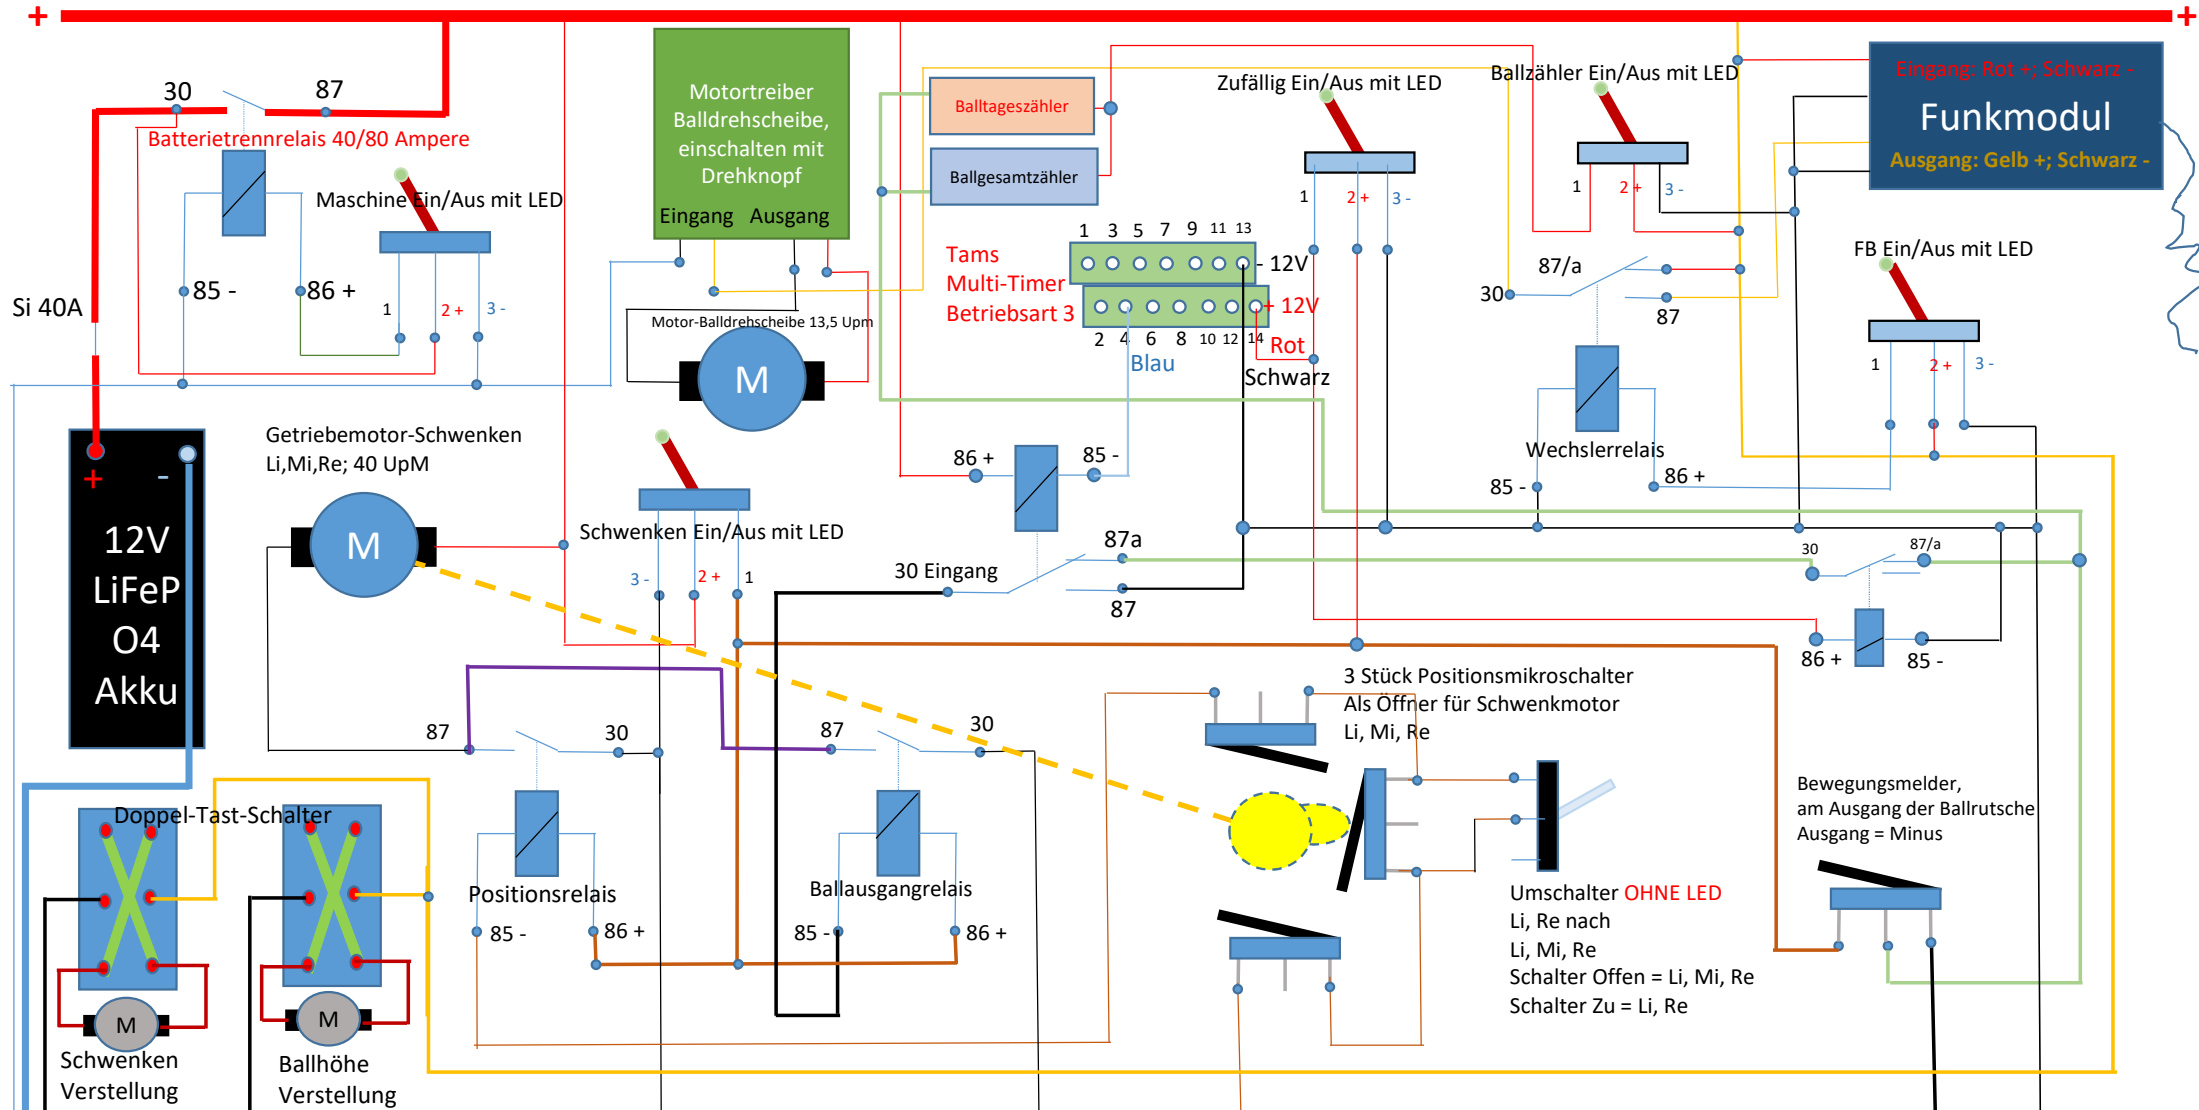 +
+
30
87
Batterietrennrelais 40/80 Ampere
Maschine Ein/Aus mit LED
85 -
86 +
1
2 +
3 -
Si 40A
+
-
12V
LiFeP
O4
Akku
Motortreiber
Balldrehscheibe,
einschalten mit
Drehknopf
Eingang
Ausgang
Motor-Balldrehscheibe 13,5 Upm
M
Balltageszähler
Ballgesamtzähler
Tams
Multi-Timer
Betriebsart 3
1 3 5 7 9 11 13
- 12V
+ 12V
2 4 6 8 10 12 14
Rot
Blau
Schwarz
Zufällig Ein/Aus mit LED
1
2 +
3 -
Ballzähler Ein/Aus mit LED
1
2 +
3 -
Eingang: Rot +; Schwarz -
Funkmodul
Ausgang: Gelb +; Schwarz -
FB Ein/Aus mit LED
1
2 +
3 -
87/a
30
87
Wechslerrelais
85 -
86 +
Getriebemotor-Schwenken
Li,Mi,Re; 40 UpM
M
Schwenken Ein/Aus mit LED
3 -
2 +
1
86 +
85 -
87a
30 Eingang
87
30
87/a
86 +
85 -
87
30
Positionsrelais
85 -
86 +
87
30
Ballausgangrelais
85 -
86 +
3 Stück Positionsmikroschalter
Als Öffner für Schwenkmotor
Li, Mi, Re
Umschalter OHNE LED
Li, Re nach
Li, Mi, Re
Schalter Offen = Li, Mi, Re
Schalter Zu = Li, Re
Bewegungsmelder,
am Ausgang der Ballrutsche
Ausgang = Minus
Doppel-Tast-Schalter
M
Schwenken
Verstellung
M
Ballhöhe
Verstellung